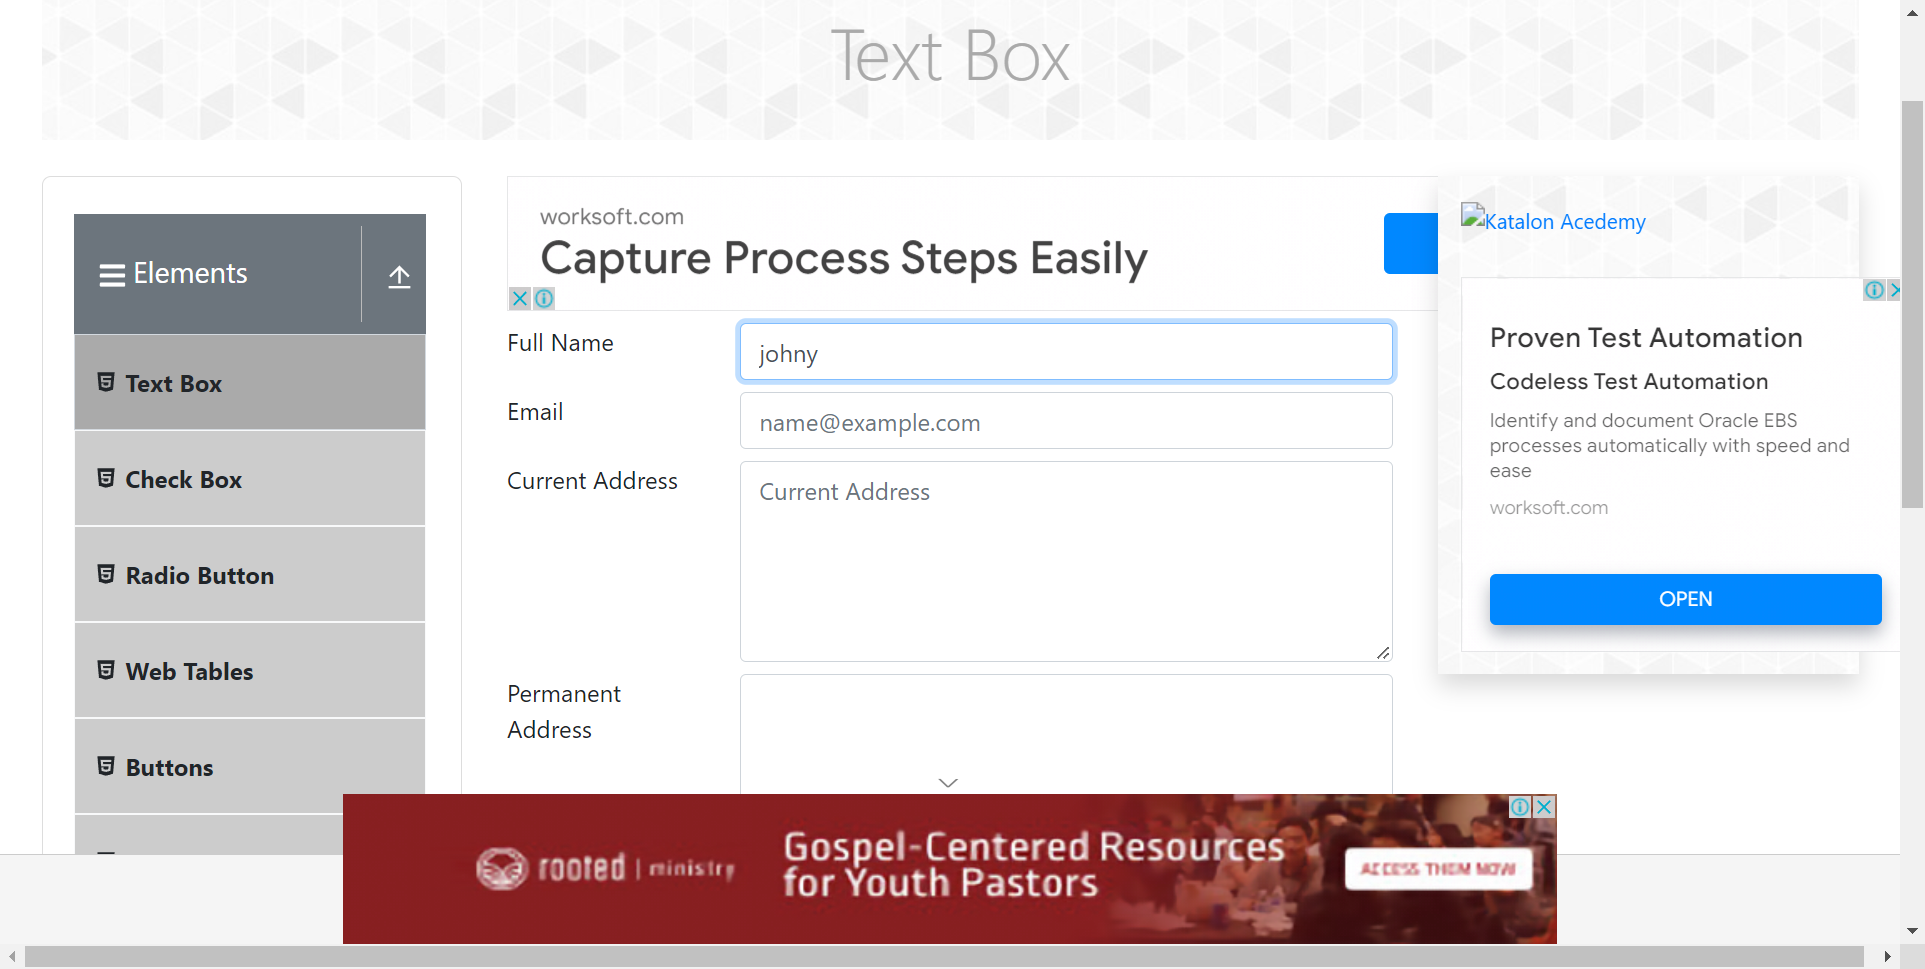 Text Box
Elements
Text Box
Check Box
Radio Button
Web Tables
Buttons
worksoft.com
Capture Process Steps Easily
Full Name
johny
Email
name@example.com
Current Address
Current Address
Permanent
Address
Katalon Acedemy
Proven Test Automation
Codeless Test Automation
Identify and document Oracle EBS
processes automatically with speed and
ease
worksoft.com
OPEN
rooted | ministry
Gospel-Centered Resources
for Youth Pastors
ACCESS THEM NOW